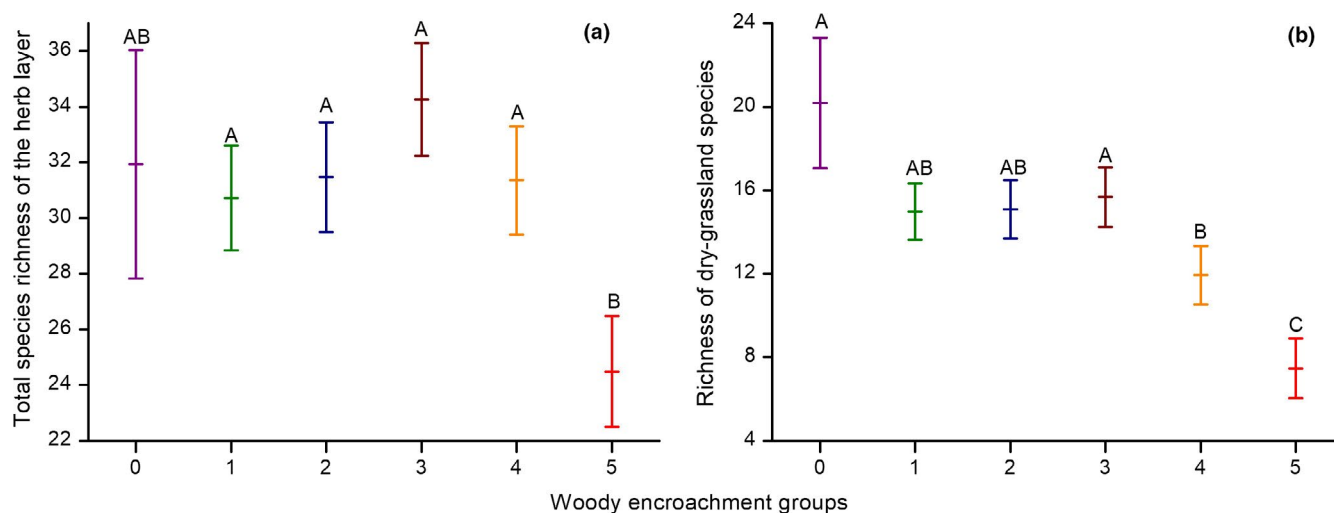 (a)
Total species richness of the herb layer
36
34
32
30
28
26
24
22
AB
A
A
A
A
B
0 1 2 3 4 5
(b)
Richness of dry-grassland species
24
20
16
12
8
4
A
AB
AB
A
B
C
0 1 2 3 4 5
Woody encroachment groups